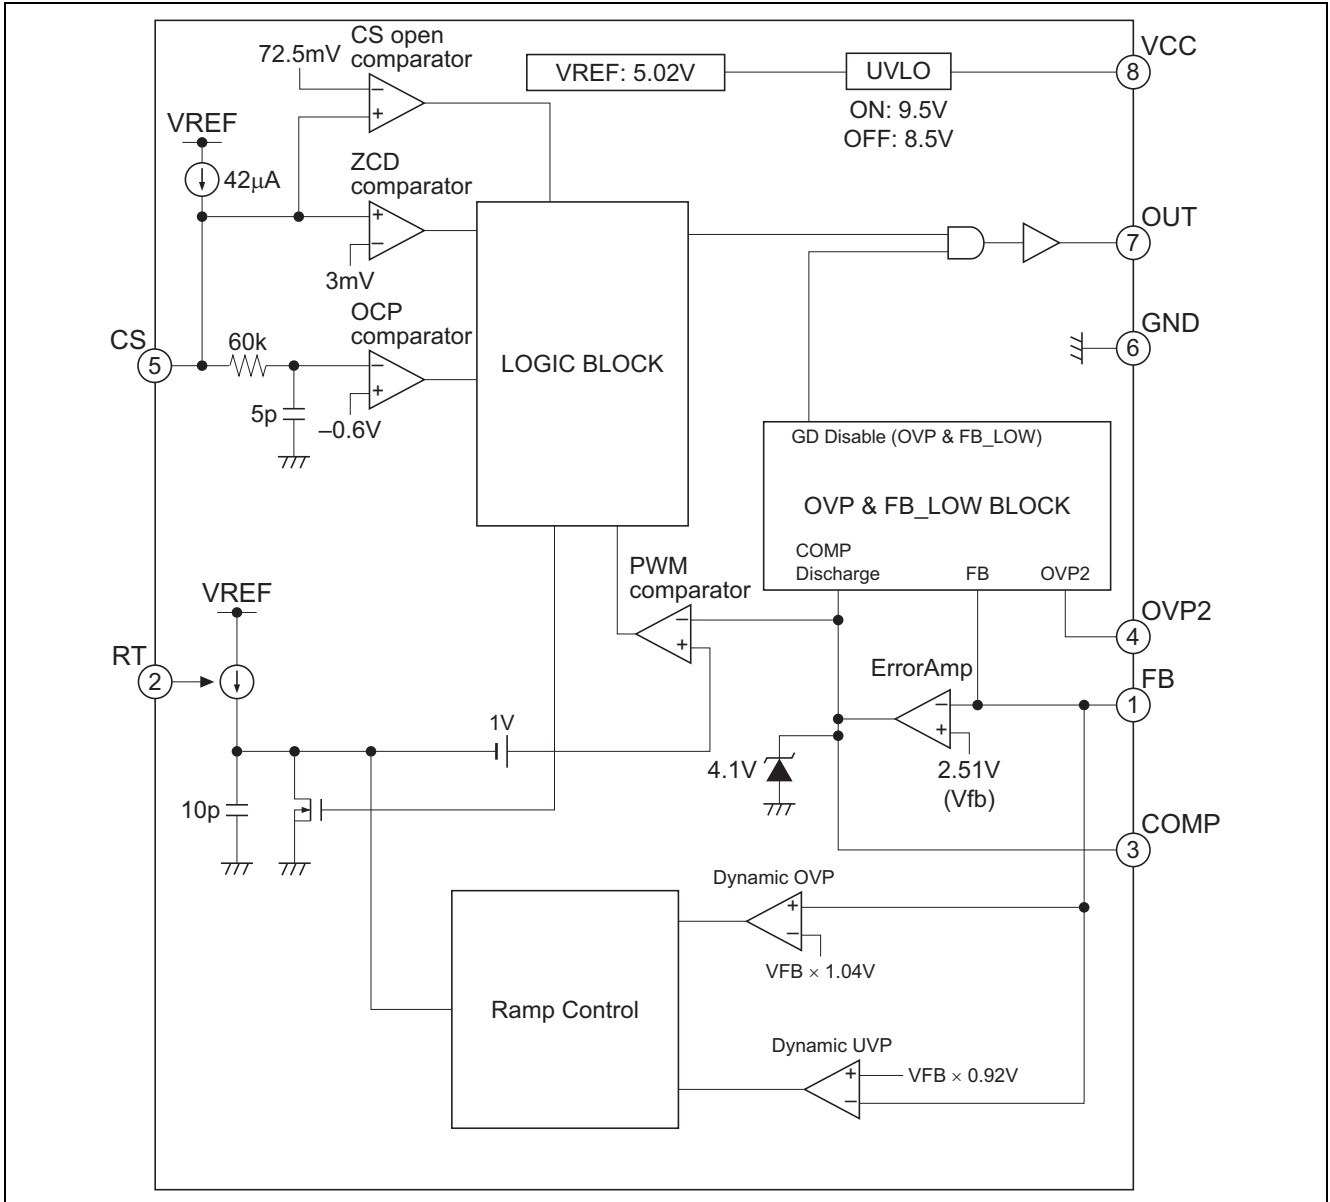 CS open
comparator
72.5mV
−
+
VREF
42μA
ZCD
comparator
+
−
3mV
OCP
comparator
CS
5
60k
−
+
5p
–0.6V
LOGIC BLOCK
VREF: 5.02V
UVLO
ON: 9.5V
OFF: 8.5V
VCC
8
OUT
7
GND
6
GD Disable (OVP & FB_LOW)
OVP & FB_LOW BLOCK
COMP
Discharge
FB
OVP2
PWM
comparator
−
+
OVP2
4
ErrorAmp
−
+
FB
1
VREF
RT
2
1V
4.1V
2.51V
(Vfb)
10p
COMP
3
Dynamic OVP
+
−
VFB × 1.04V
Ramp Control
Dynamic UVP
+
−
VFB × 0.92V